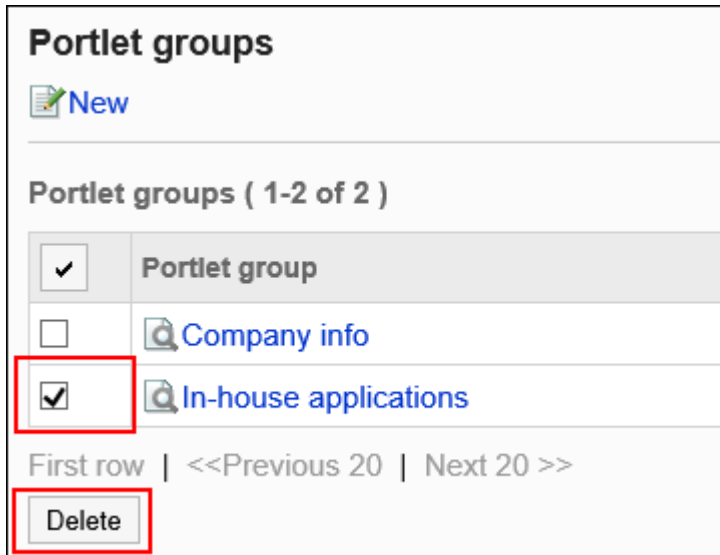 Portlet groups
New
Portlet groups ( 1-2 of 2 )
Portlet group
Company info
In-house applications
First row | <<Previous 20 | Next 20 >>
Delete